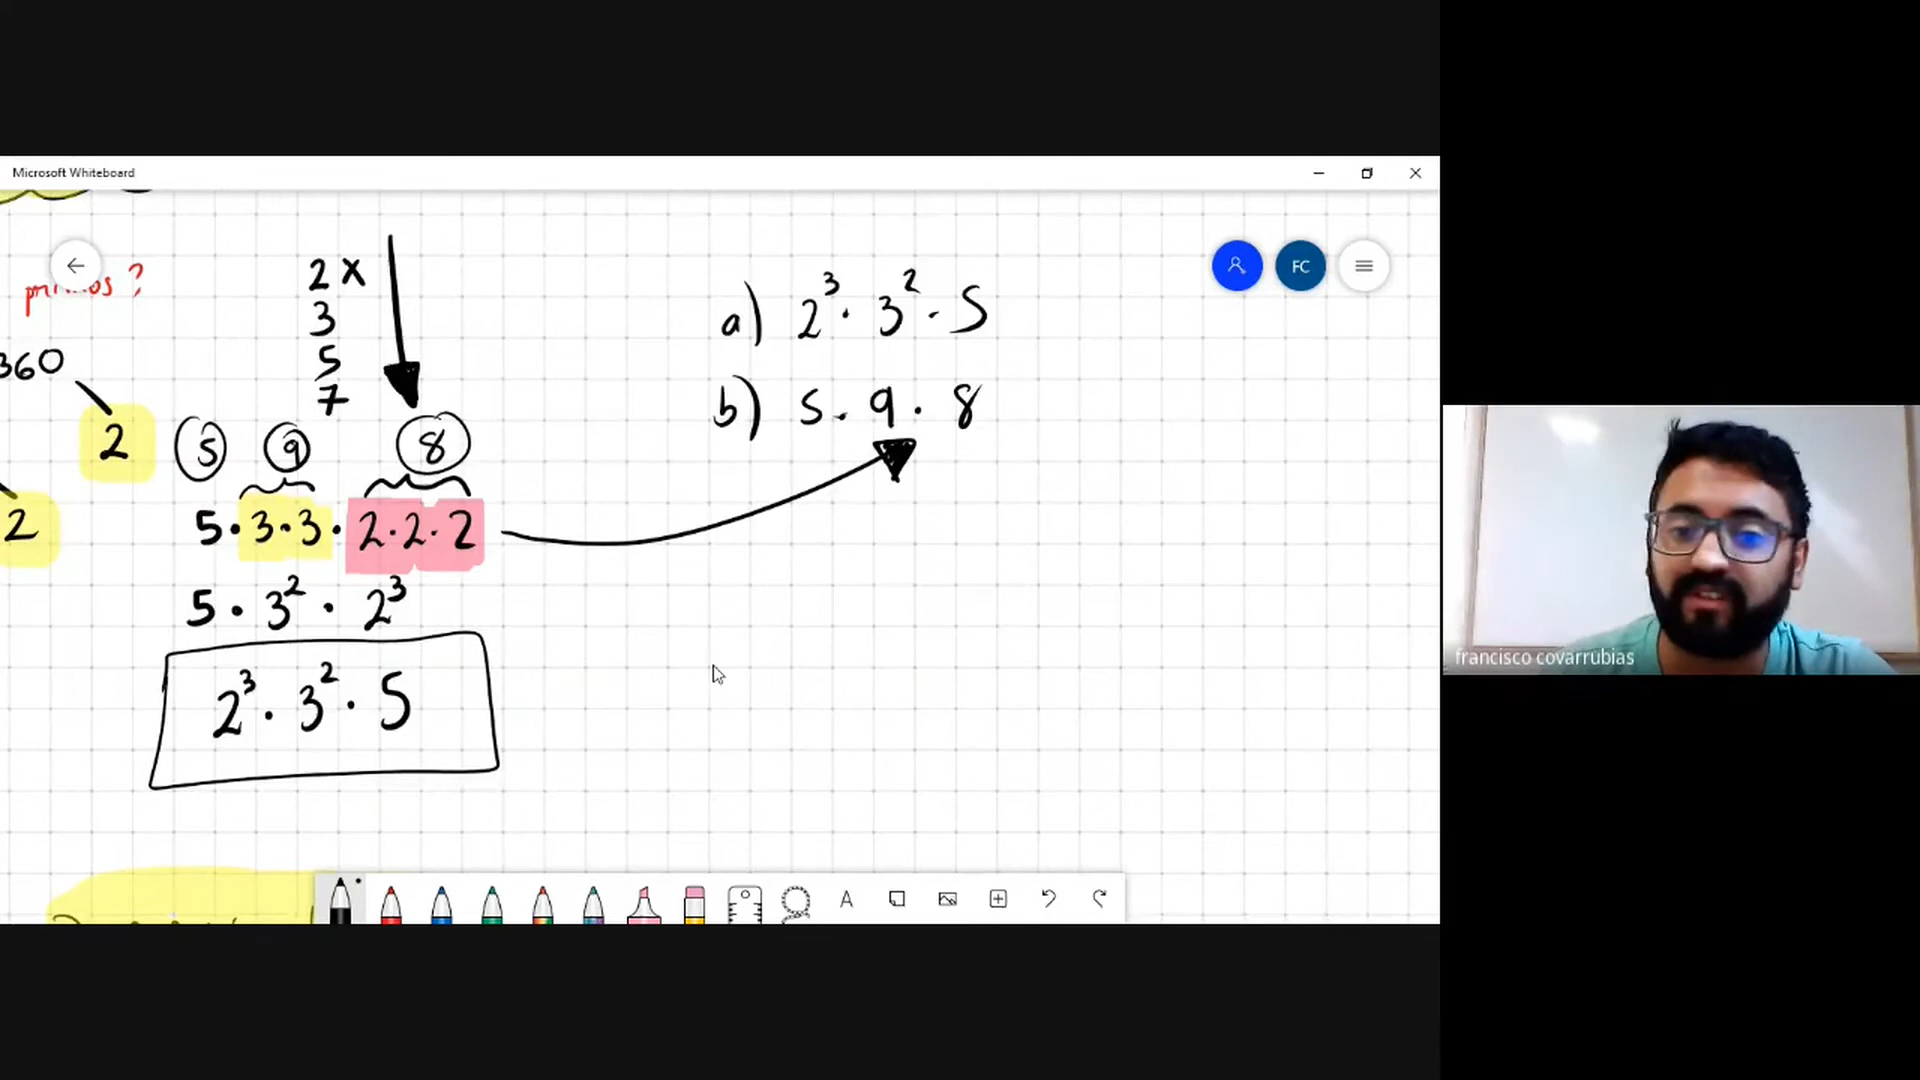 Microsoft Whiteboard
FC
primos?
360
2
2
2 x
3
5
7
5 9 8
5·3·3·2·2·2
5·3²·2³
2³·3²·5
a) 2³·3²·5
b) 5·9·8
francisco covarrubias
A